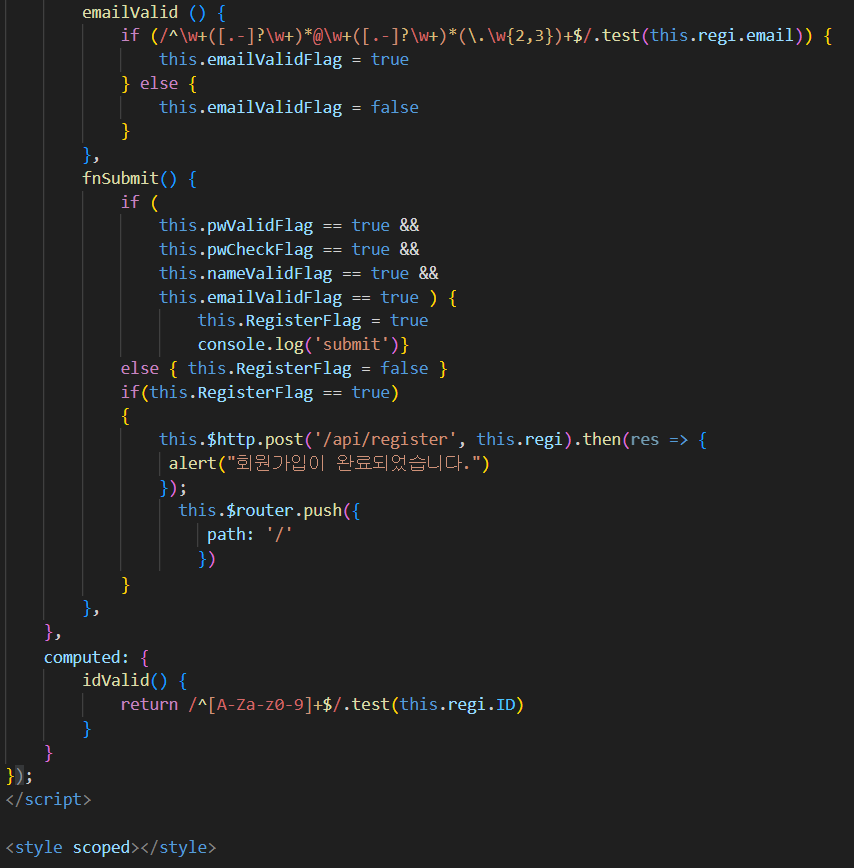 emailValid () {
if (/^\w+([.-]?\w+)*@\w+([.-]?\w+)*(\.\w{2,3})+$/.test(this.regi.email)) {
this.emailValidFlag = true
} else {
this.emailValidFlag = false
}
},
fnSubmit() {
if (
this.pwValidFlag == true &&
this.pwCheckFlag == true &&
this.nameValidFlag == true &&
this.emailValidFlag == true ) {
this.RegisterFlag = true
console.log('submit')}
else { this.RegisterFlag = false }
if(this.RegisterFlag == true)
{
this.$http.post('/api/register', this.regi).then(res => {
alert("회원가입이 완료되었습니다.")
});
this.$router.push({
path: '/'
})
}
},
},
computed: {
idValid() {
return /^[A-Za-z0-9]+$/.test(this.regi.ID)
}
}
});
</script>
<style scoped></style>